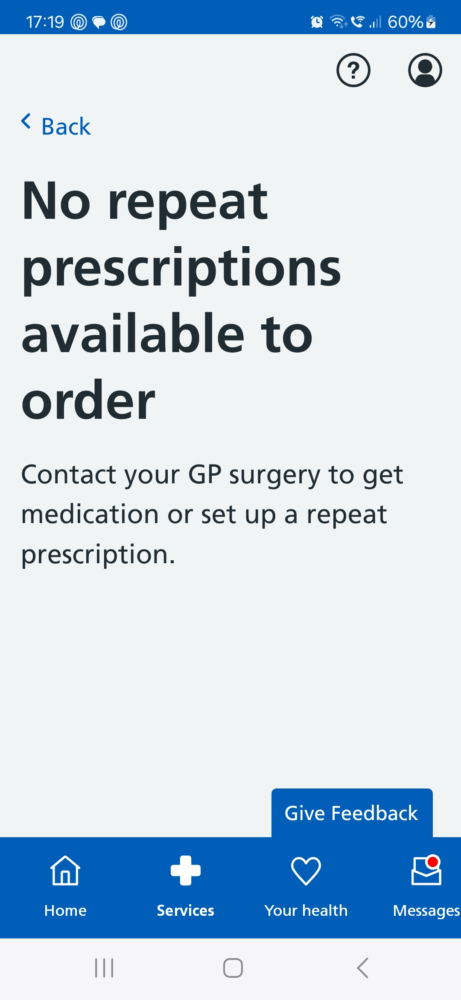 17:19 60%
?
Back
No repeat
prescriptions
available to
order
Contact your GP surgery to get
medication or set up a repeat
prescription.
Give Feedback
Home Services Your health Messages